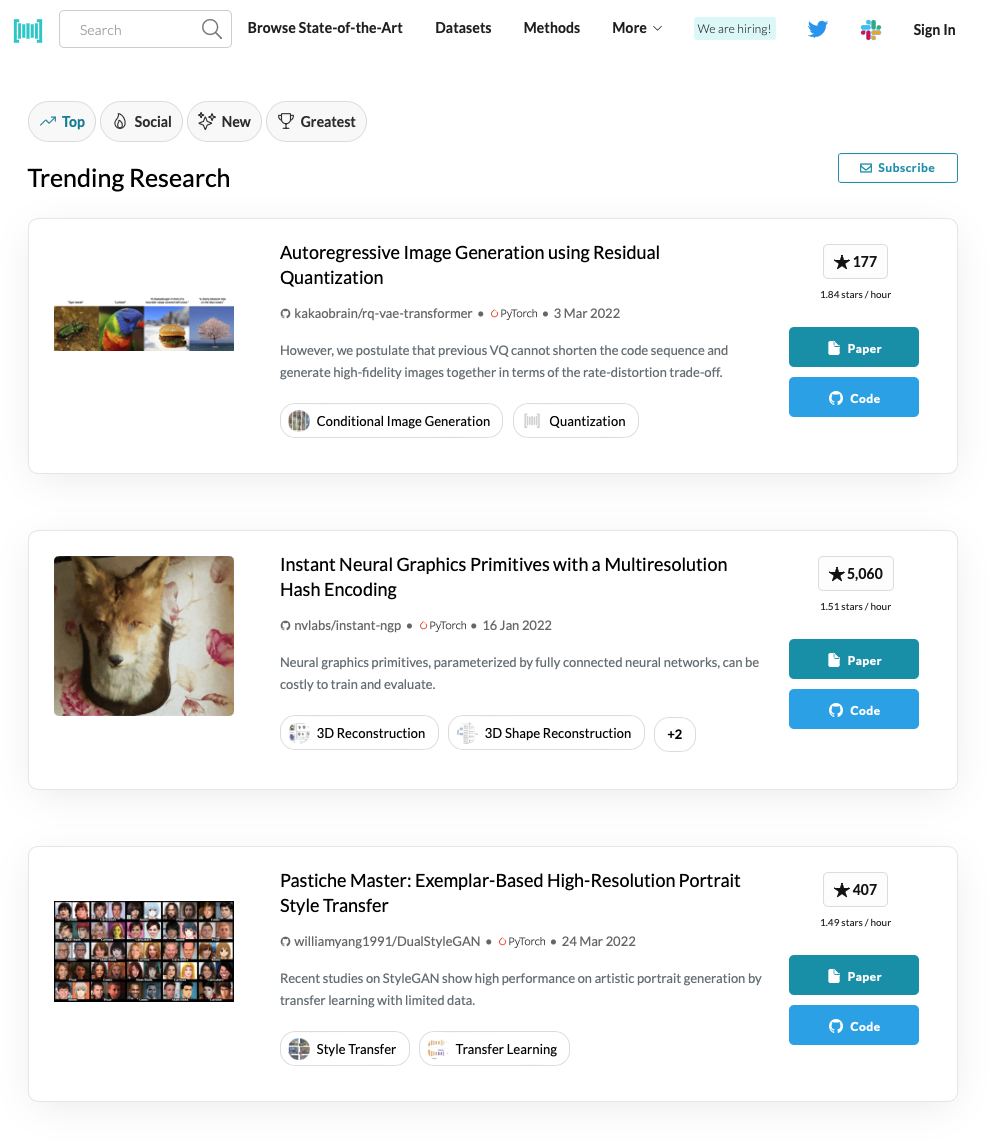 Search Browse State-of-the-Art Datasets Methods More We are hiring! Sign In
Top Social New Greatest
Trending Research
Subscribe
Autoregressive Image Generation using Residual
Quantization
kakaobrain/rq-vae-transformer • PyTorch • 3 Mar 2022
However, we postulate that previous VQ cannot shorten the code sequence and
generate high-fidelity images together in terms of the rate-distortion trade-off.
Conditional Image Generation Quantization
177
1.84 stars / hour
Paper
Code
Instant Neural Graphics Primitives with a Multiresolution
Hash Encoding
nvlabs/instant-ngp • PyTorch • 16 Jan 2022
Neural graphics primitives, parameterized by fully connected neural networks, can be
costly to train and evaluate.
3D Reconstruction 3D Shape Reconstruction +2
5,060
1.51 stars / hour
Paper
Code
Pastiche Master: Exemplar-Based High-Resolution Portrait
Style Transfer
williamyang1991/DualStyleGAN • PyTorch • 24 Mar 2022
Recent studies on StyleGAN show high performance on artistic portrait generation by
transfer learning with limited data.
Style Transfer Transfer Learning
407
1.49 stars / hour
Paper
Code